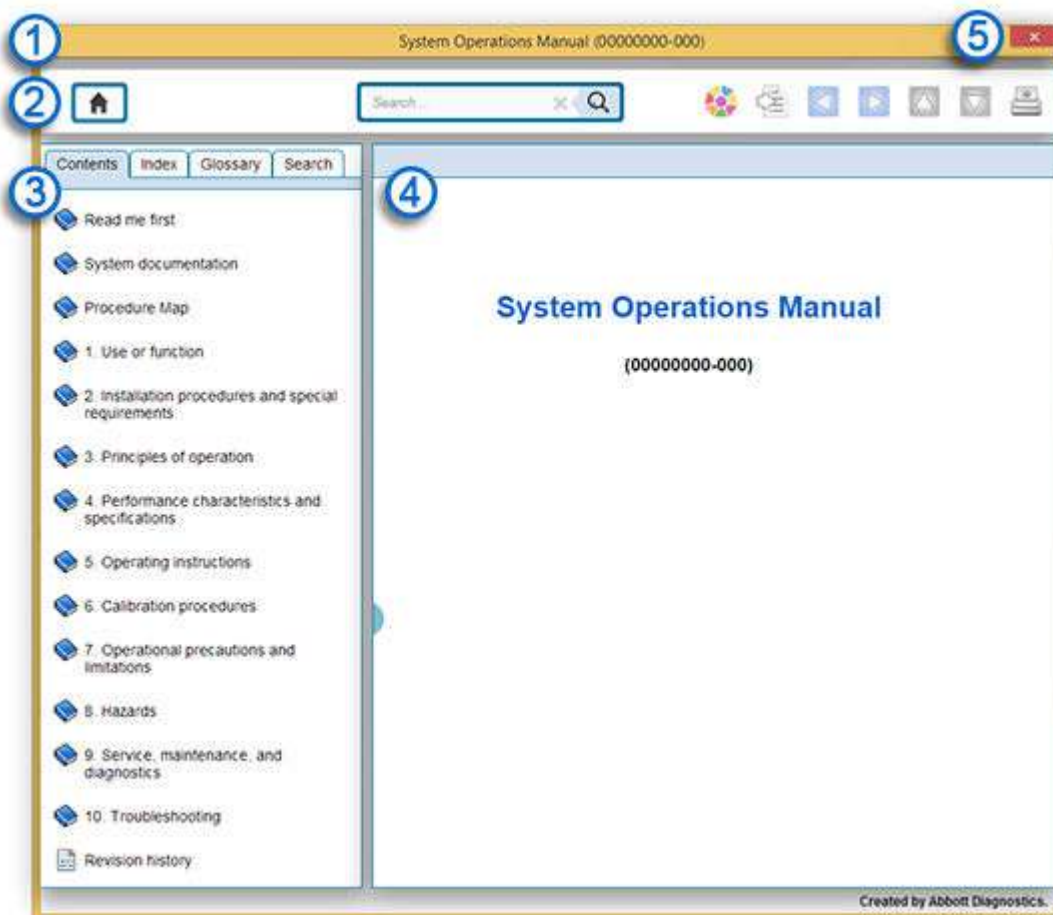 1
System Operations Manual (00000000-000)
5
2
Search...
Contents
Index
Glossary
Search
3
4
Read me first
System documentation
Procedure Map
1. Use or function
2. Installation procedures and special
requirements
3. Principles of operation
4. Performance characteristics and
specifications
5. Operating instructions
6. Calibration procedures
7. Operational precautions and
limitations
8. Hazards
9. Service, maintenance, and
diagnostics
10. Troubleshooting
Revision history
System Operations Manual
(00000000-000)
Created by Abbott Diagnostics.